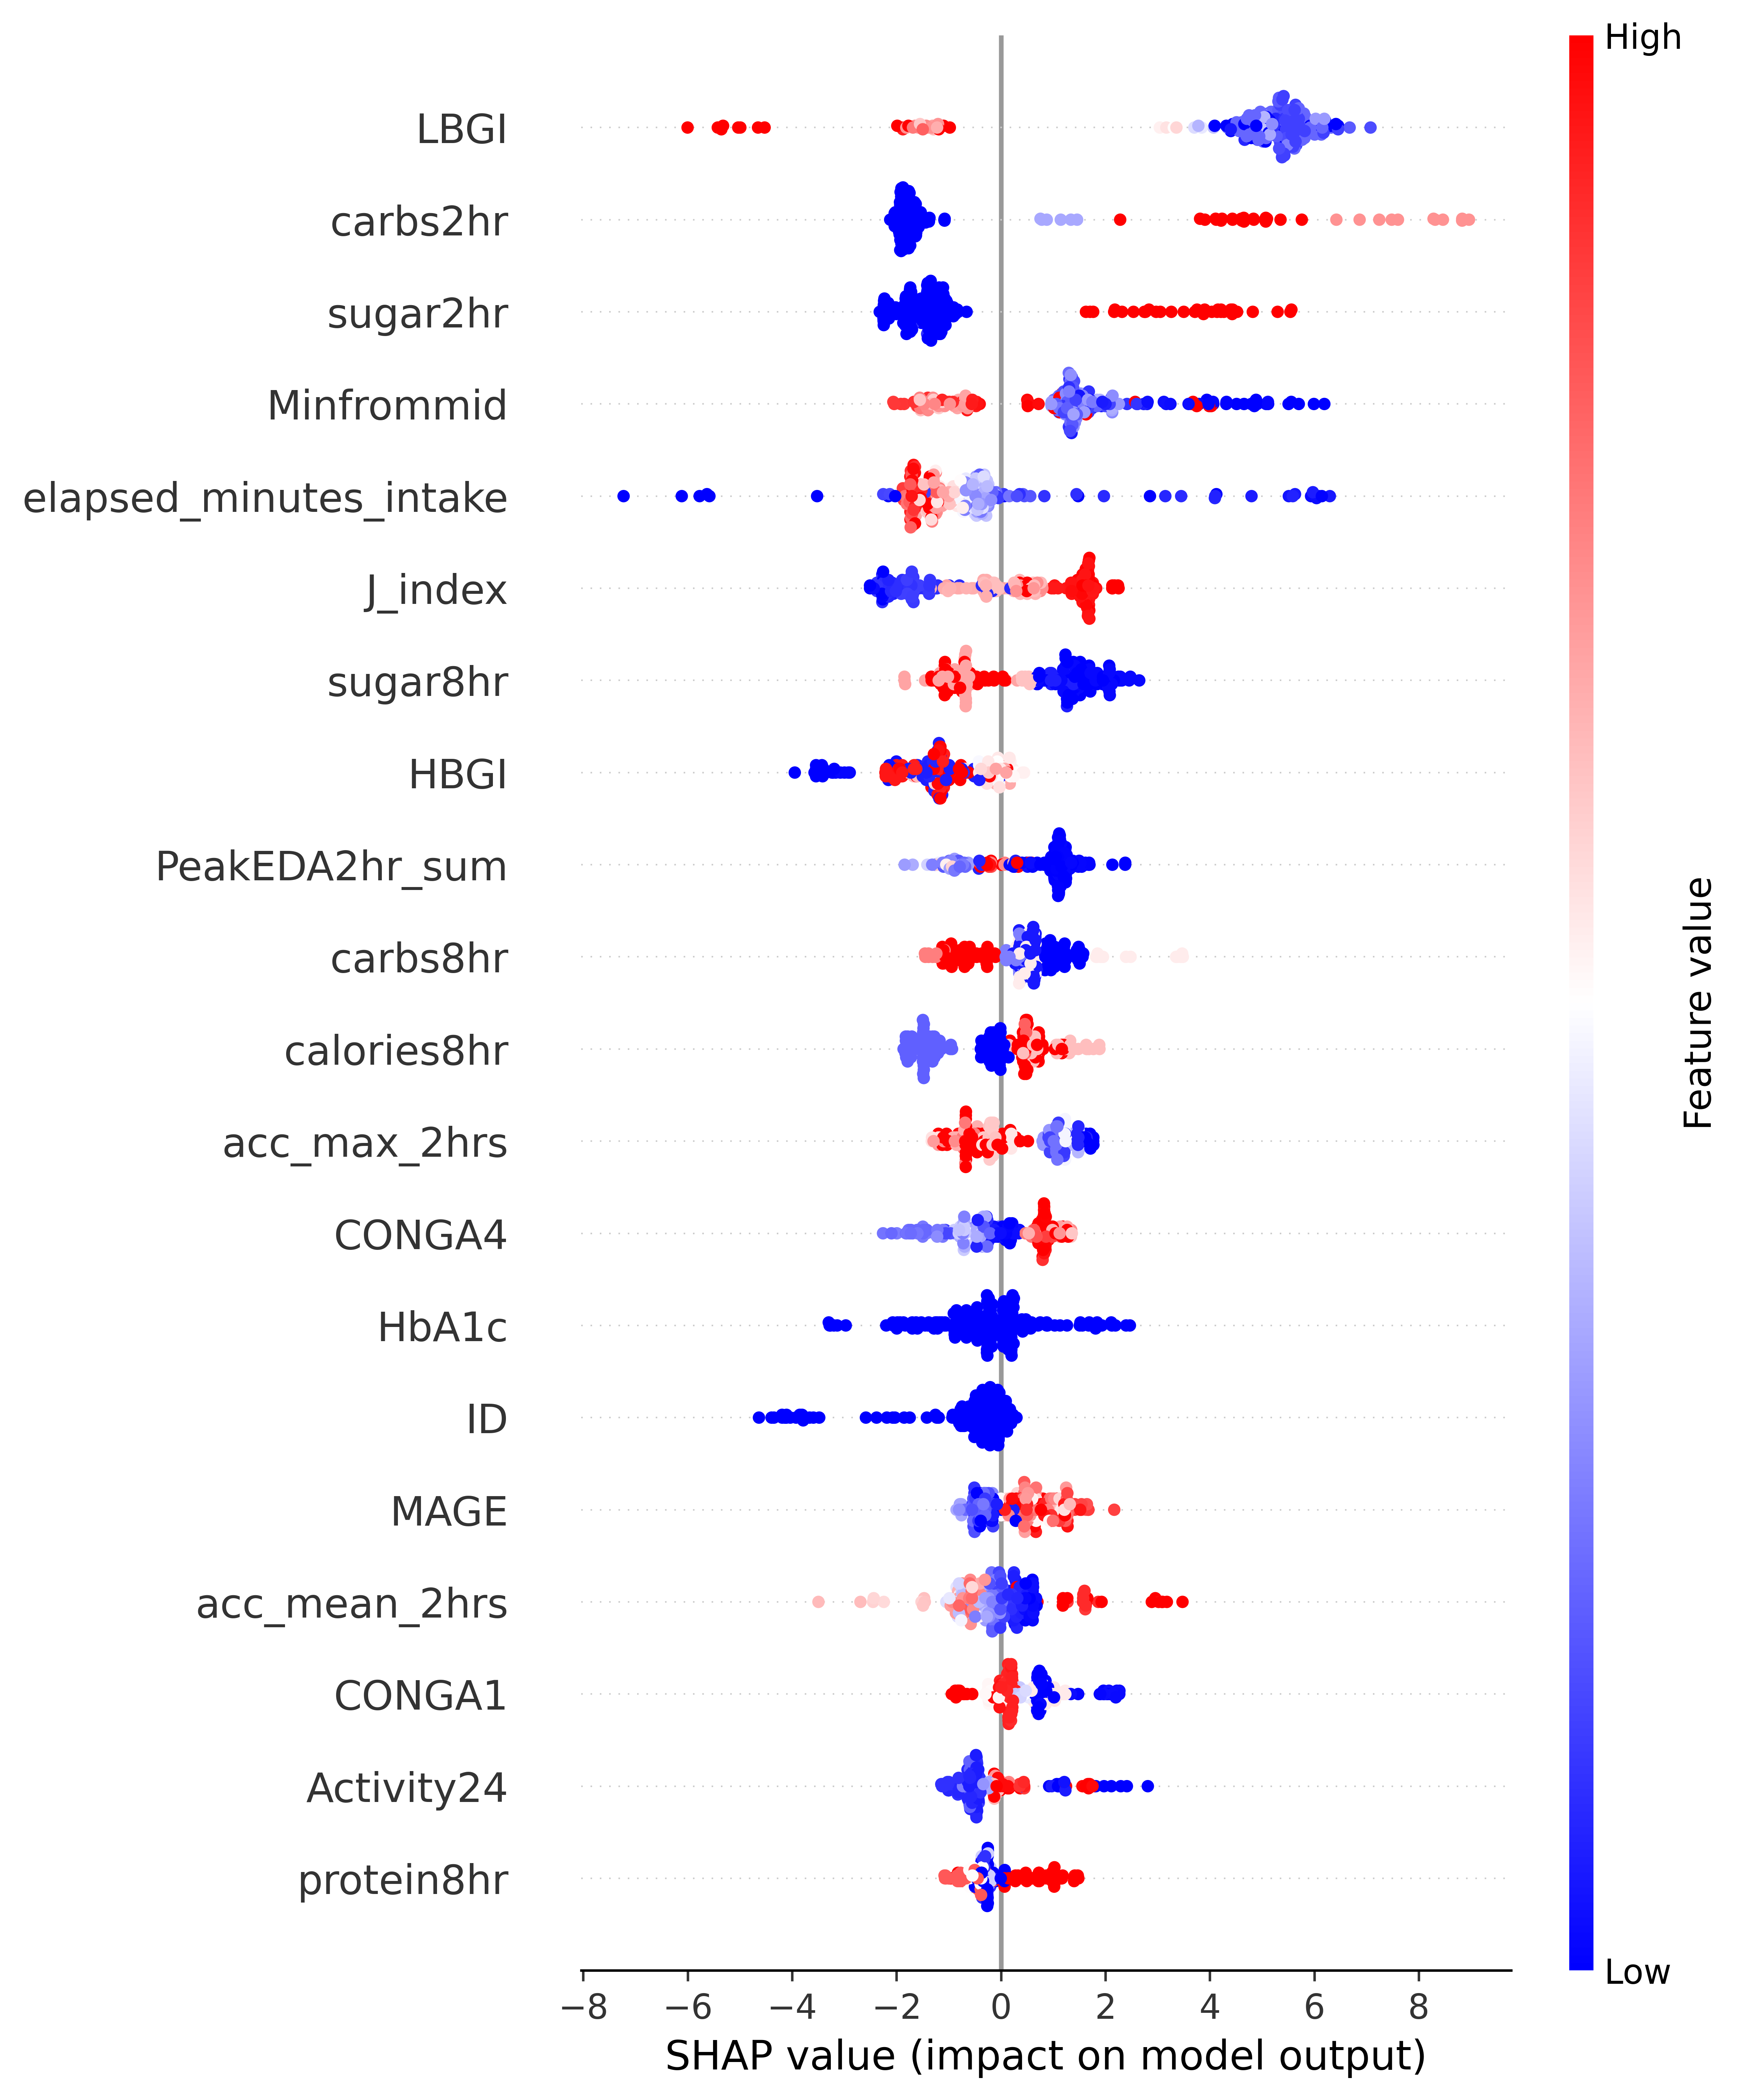 High
LBGI
carbs2hr
sugar2hr
Minfrommid
elapsed_minutes_intake
J_index
sugar8hr
HBGI
PeakEDA2hr_sum
carbs8hr
calories8hr
acc_max_2hrs
CONGA4
HbA1c
ID
MAGE
acc_mean_2hrs
CONGA1
Activity24
protein8hr
Feature value
Low
−8 −6 −4 −2 0 2 4 6 8
SHAP value (impact on model output)